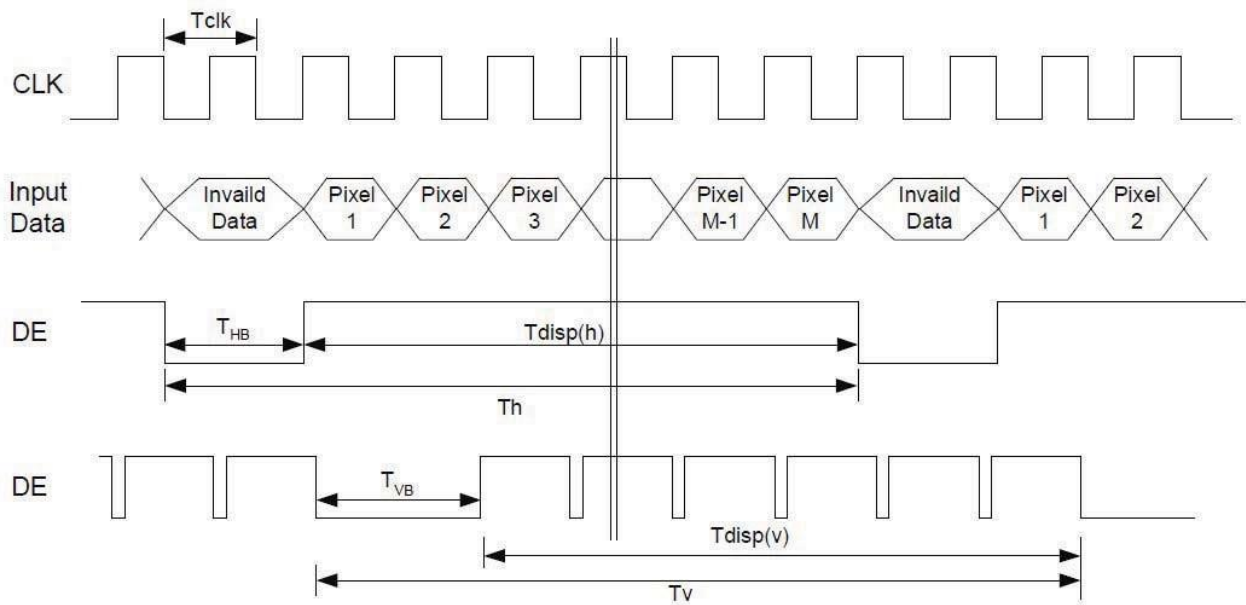 Tclk
CLK
Input
Data
Invaild
Data
Pixel
1
Pixel
2
Pixel
3
Pixel
M-1
Pixel
M
Invaild
Data
Pixel
1
Pixel
2
DE
THB
Tdisp(h)
Th
DE
TVB
Tdisp(v)
Tv